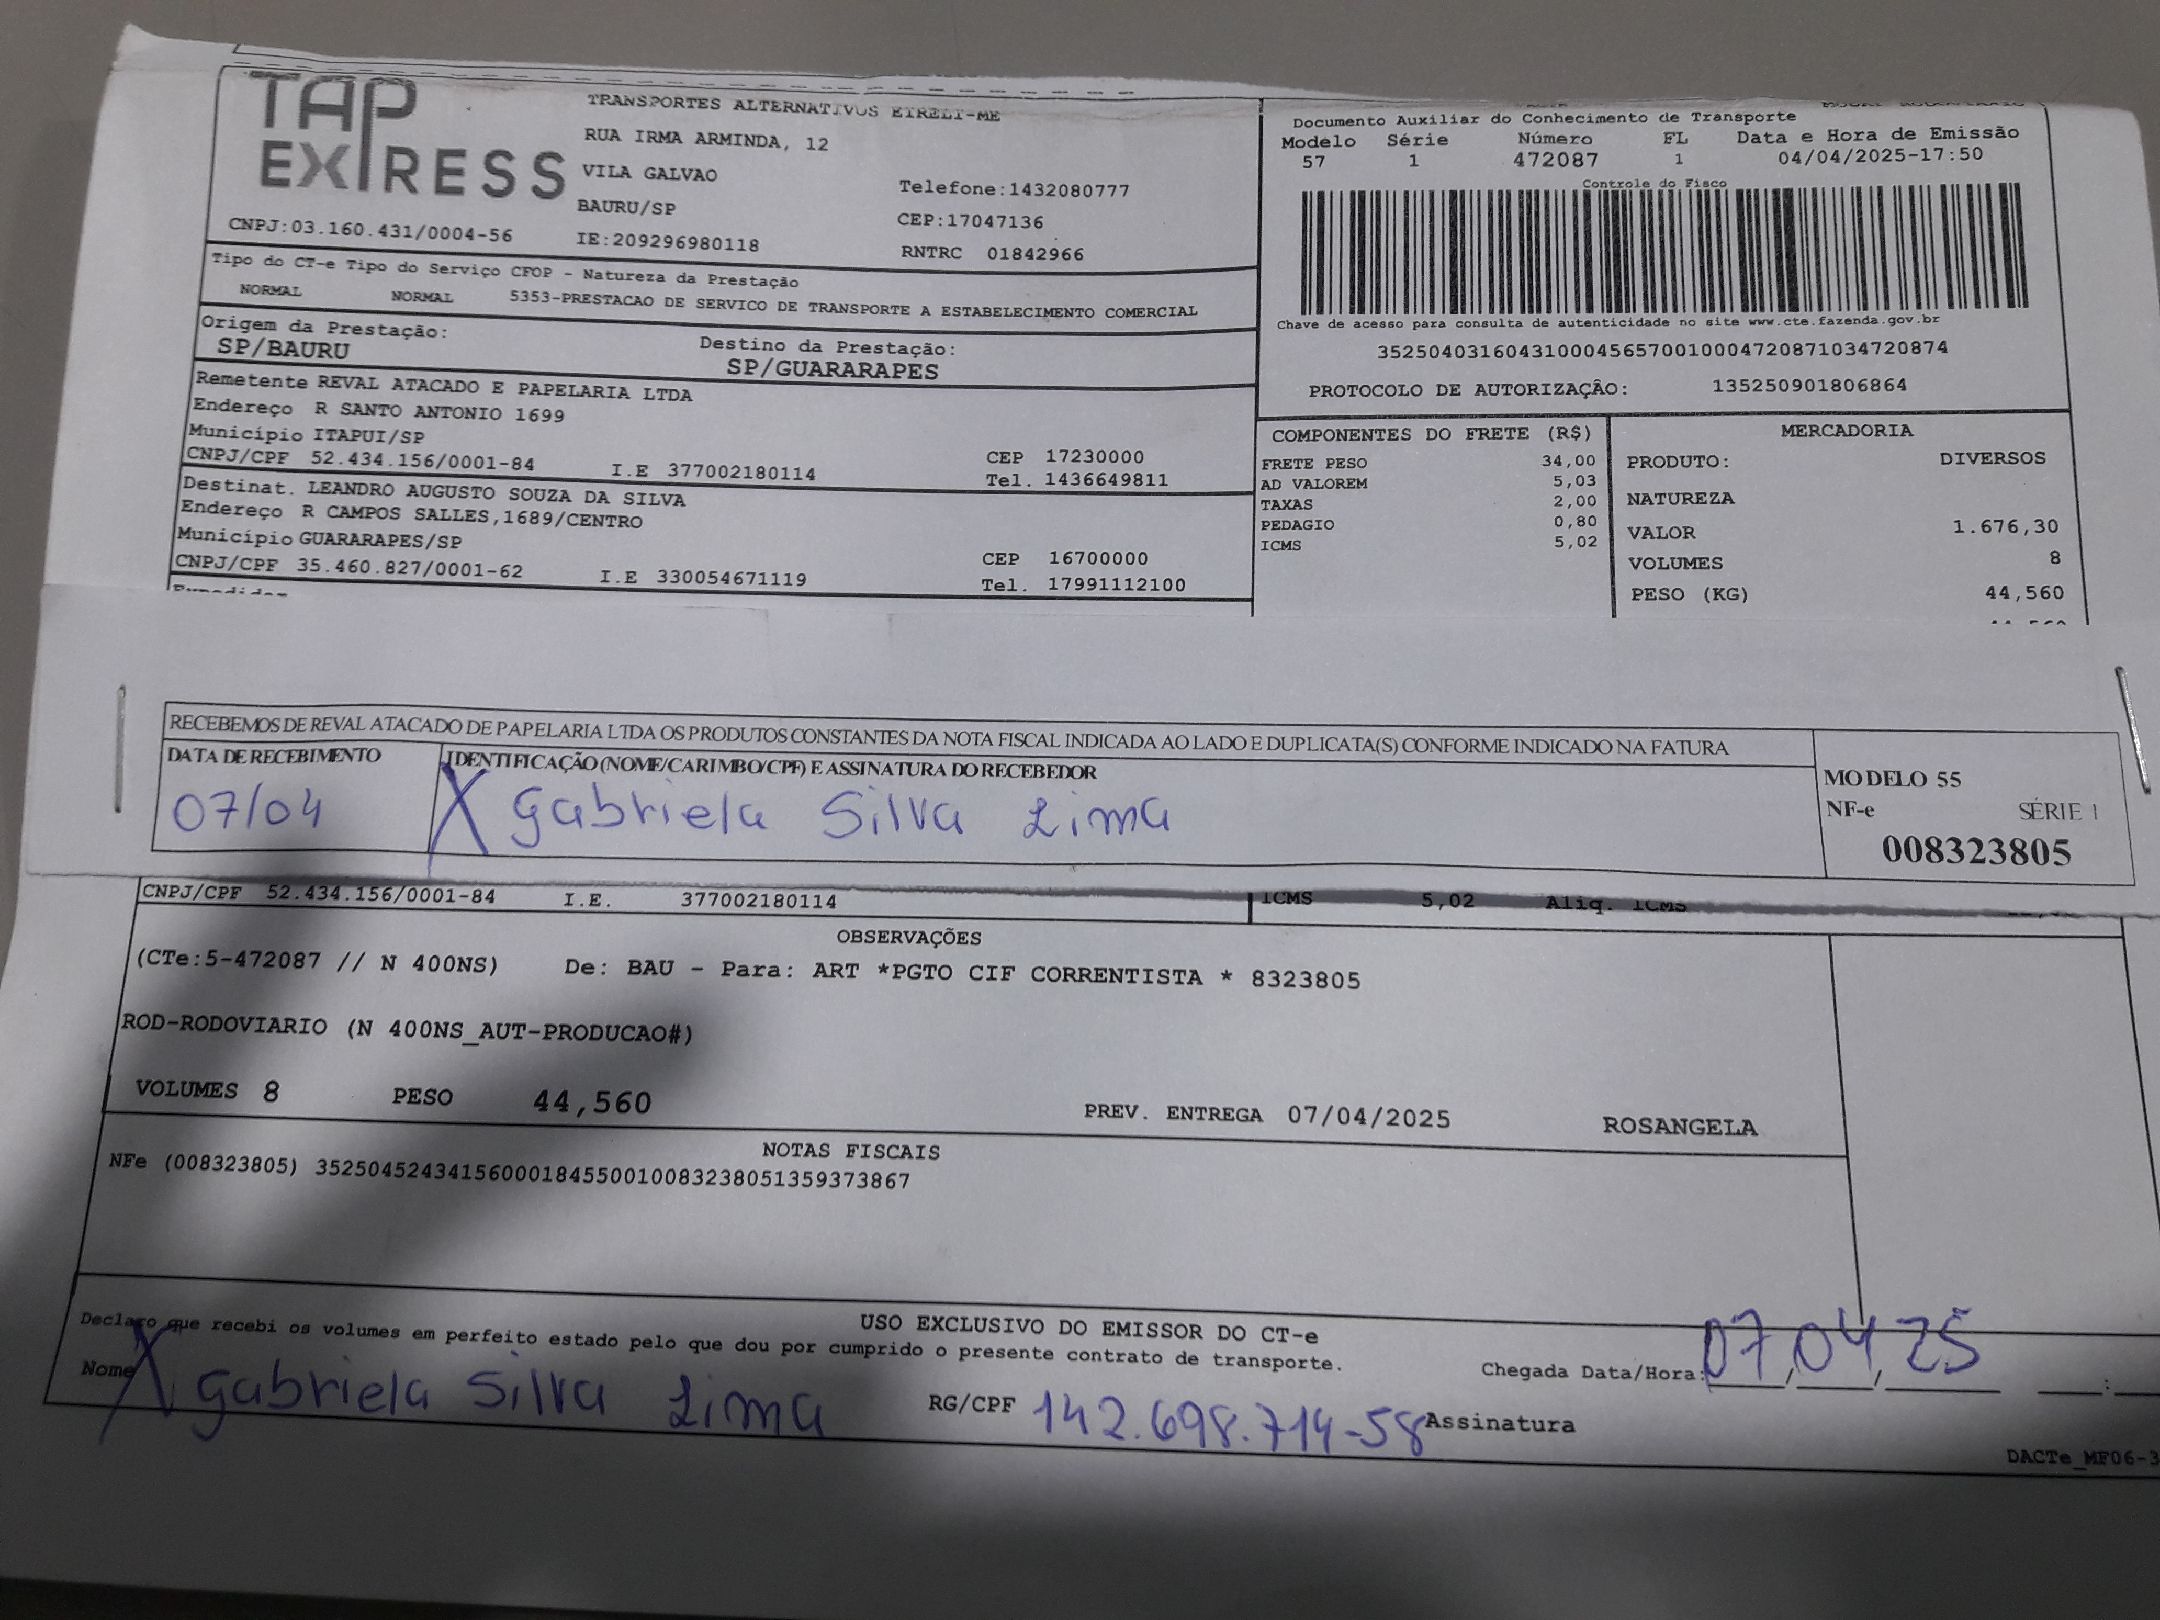 TAP
EXPRESS
TRANSPORTES ALTERNATIVOS EIRELI-ME
RUA IRMA ARMINDA, 12
VILA GALVAO
BAURU/SP
Telefone:1432080777
CEP:17047136
CNPJ:03.160.431/0004-56 IE:209296980118 RNTRC 01842966
Documento Auxiliar do Conhecimento de Transporte
Modelo Série Número FL Data e Hora de Emissão
57 1 472087 1 04/04/2025-17:50
Controle do Fisco
Chave de acesso para consulta de autenticidade no site www.cte.fazenda.gov.br
35250403160431000456570010004720871034720874
PROTOCOLO DE AUTORIZAÇÃO: 135250901806864
Tipo do CT-e Tipo do Serviço CFOP - Natureza da Prestação
NORMAL NORMAL 5353-PRESTACAO DE SERVICO DE TRANSPORTE A ESTABELECIMENTO COMERCIAL
Origem da Prestação: Destino da Prestação:
SP/BAURU SP/GUARARAPES
Remetente REVAL ATACADO E PAPELARIA LTDA
Endereço R SANTO ANTONIO 1699
Município ITAPUI/SP CEP 17230000
CNPJ/CPF 52.434.156/0001-84 I.E 377002180114 Tel. 1436649811
Destinat. LEANDRO AUGUSTO SOUZA DA SILVA
Endereço R CAMPOS SALLES,1689/CENTRO
Município GUARARAPES/SP CEP 16700000
CNPJ/CPF 35.460.827/0001-62 I.E 330054671119 Tel. 17991112100
COMPONENTES DO FRETE (R$)
FRETE PESO 34,00
AD VALOREM 5,03
TAXAS 2,00
PEDAGIO 0,80
ICMS 5,02
MERCADORIA
PRODUTO: DIVERSOS
NATUREZA
VALOR 1.676,30
VOLUMES 8
PESO (KG) 44,560
RECEBEMOS DE REVAL ATACADO DE PAPELARIA LTDA OS PRODUTOS CONSTANTES DA NOTA FISCAL INDICADA AO LADO E DUPLICATA(S) CONFORME INDICADO NA FATURA
DATA DE RECEBIMENTO IDENTIFICAÇÃO (NOME/CARIMBO/CPF) E ASSINATURA DO RECEBEDOR
07/04 X Gabriela Silva Lima
MODELO 55
NF-e SÉRIE 1
008323805
CNPJ/CPF 52.434.156/0001-84 I.E. 377002180114 ICMS 5,02 Aliq. ICMS
OBSERVAÇÕES
(CTe:5-472087 // N 400NS) De: BAU - Para: ART *PGTO CIF CORRENTISTA * 8323805
ROD-RODOVIARIO (N 400NS_AUT-PRODUCAO#)
VOLUMES 8 PESO 44,560 PREV. ENTREGA 07/04/2025 ROSANGELA
NOTAS FISCAIS
NFe (008323805) 35250452434156000184550010083238051359373867
USO EXCLUSIVO DO EMISSOR DO CT-e
Declaro que recebi os volumes em perfeito estado pelo que dou por cumprido o presente contrato de transporte.
Chegada Data/Hora: 07,04,25
Nome X Gabriela Silva Lima RG/CPF 142.698.714-58 Assinatura
DACTe_MF06-3